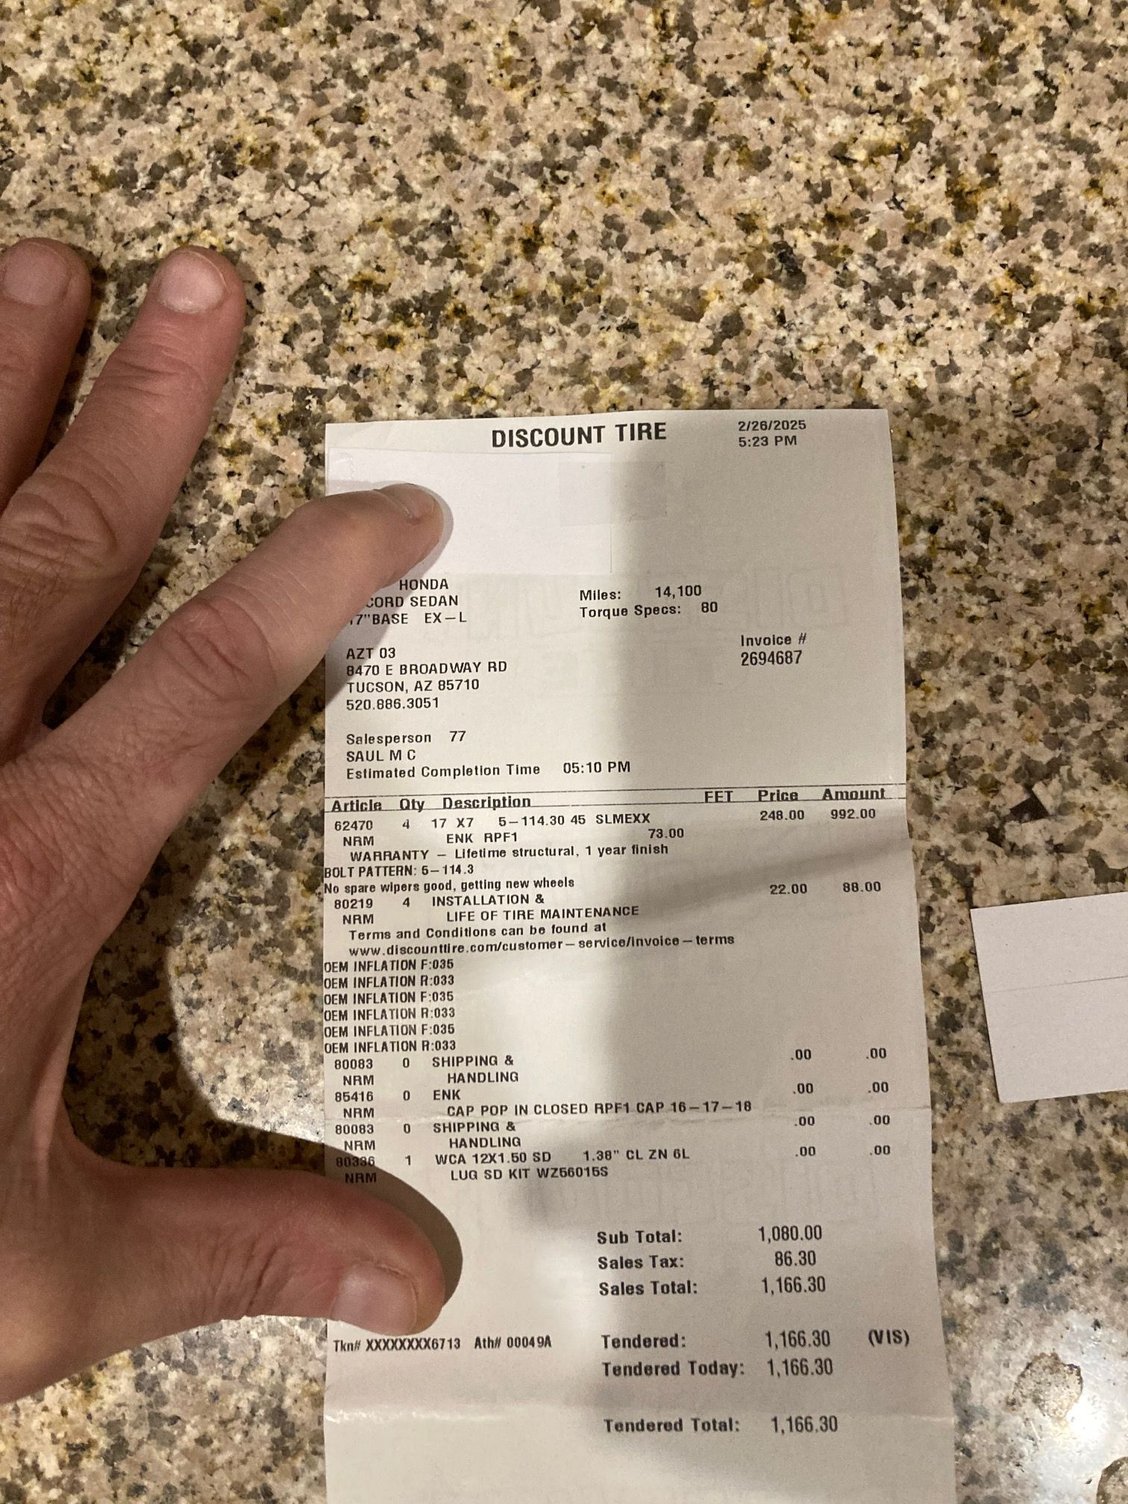 DISCOUNT TIRE
2/26/2025
5:23 PM
HONDA
CORD SEDAN
17"BASE EX-L
Miles: 14,100
Torque Specs: 80
Invoice #
2694687
AZT 03
8470 E BROADWAY RD
TUCSON, AZ 85710
520.886.3051
Salesperson 77
SAUL M C
Estimated Completion Time 05:10 PM
Article Qty Description FET Price Amount
62470 4 17 X7 5-114.30 45 SLMEXX 248.00 992.00
NRM ENK RPF1 73.00
WARRANTY - Lifetime structural, 1 year finish
BOLT PATTERN: 5-114.3
No spare wipers good, getting new wheels
80219 4 INSTALLATION & 22.00 88.00
NRM LIFE OF TIRE MAINTENANCE
Terms and Conditions can be found at
www.discounttire.com/customer-service/invoice-terms
OEM INFLATION F:035
OEM INFLATION R:033
OEM INFLATION F:035
OEM INFLATION R:033
OEM INFLATION F:035
OEM INFLATION R:033
80083 0 SHIPPING & .00 .00
NRM HANDLING
85416 0 ENK .00 .00
NRM CAP POP IN CLOSED RPF1 CAP 16-17-18
80083 0 SHIPPING & .00 .00
NRM HANDLING
80336 1 WCA 12X1.50 SD 1.38" CL ZN 6L .00 .00
NRM LUG SD KIT WZ56015S
Sub Total: 1,080.00
Sales Tax: 86.30
Sales Total: 1,166.30
Tkn# XXXXXXXX6713 Ath# 00049A Tendered: 1,166.30 (VIS)
Tendered Today: 1,166.30
Tendered Total: 1,166.30